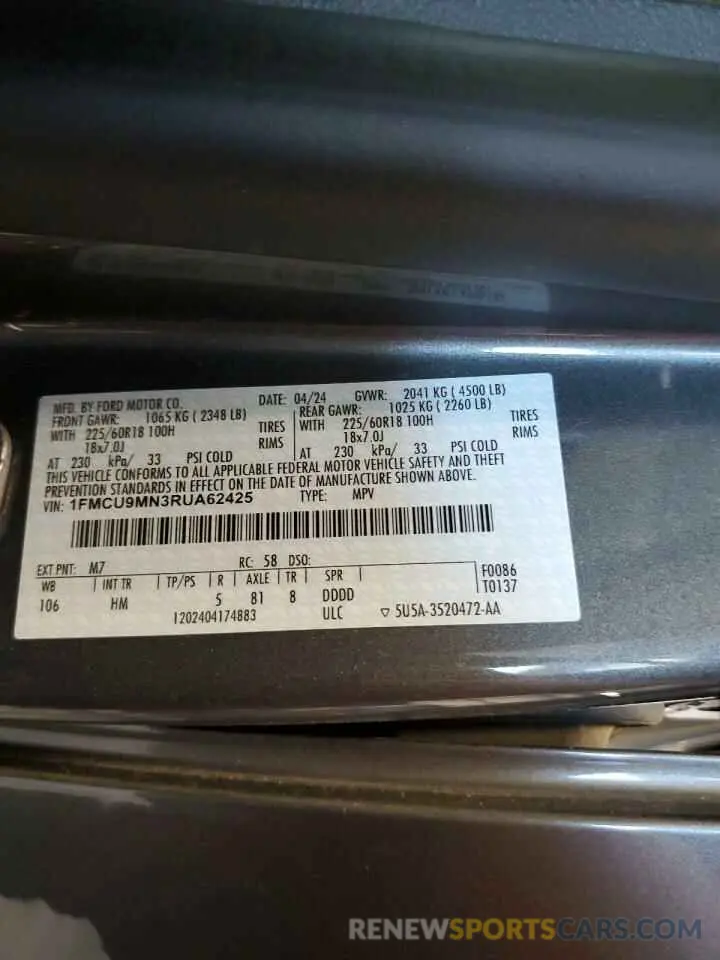 MFD. BY FORD MOTOR CO. DATE: 04/24 GVWR: 2041 KG ( 4500 LB)
FRONT GAWR: 1065 KG ( 2348 LB) REAR GAWR: 1025 KG ( 2260 LB)
WITH 225/60R18 100H TIRES WITH 225/60R18 100H TIRES
18x7.0J RIMS 18x7.0J RIMS
AT 230 kPa/ 33 PSI COLD AT 230 kPa/ 33 PSI COLD
THIS VEHICLE CONFORMS TO ALL APPLICABLE FEDERAL MOTOR VEHICLE SAFETY AND THEFT
PREVENTION STANDARDS IN EFFECT ON THE DATE OF MANUFACTURE SHOWN ABOVE.
VIN: 1FMCU9MN3RUA62425 TYPE: MPV
EXT PNT: M7 RC: 58 DSO: F0086
WB INT TR TP/PS R AXLE TR SPR T0137
106 HM 5 81 8 DDDD
1202404174883 ULC ▽ 5U5A-3520472-AA
RENEWSPORTSCARS.COM